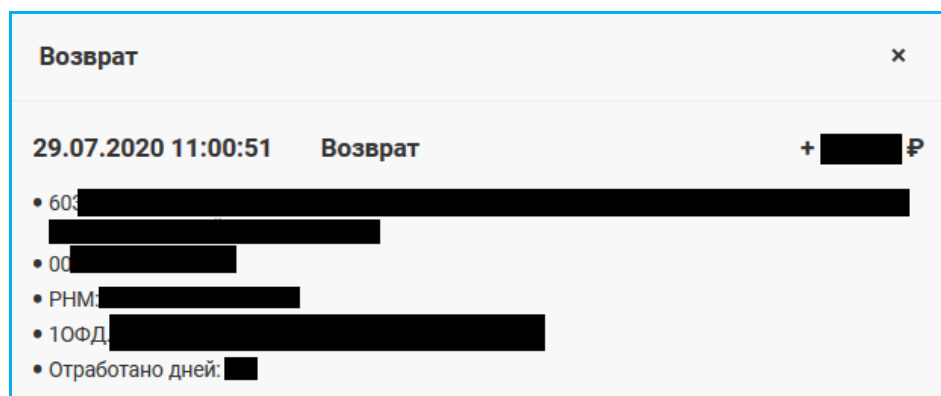 Возврат ×
29.07.2020 11:00:51 Возврат + ₽
• 603
• 00
• РНМ:
• 1ОФД.
• Отработано дней: